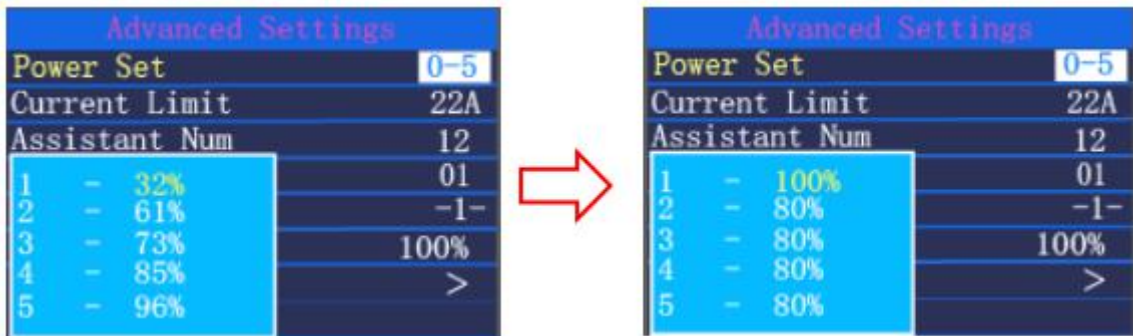 Advanced Settings
Power Set 0-5
Current Limit 22A
Assistant Num 12
01
-1-
100%
>
1 - 32%
2 - 61%
3 - 73%
4 - 85%
5 - 96%
Advanced Settings
Power Set 0-5
Current Limit 22A
Assistant Num 12
01
-1-
100%
>
1 - 100%
2 - 80%
3 - 80%
4 - 80%
5 - 80%